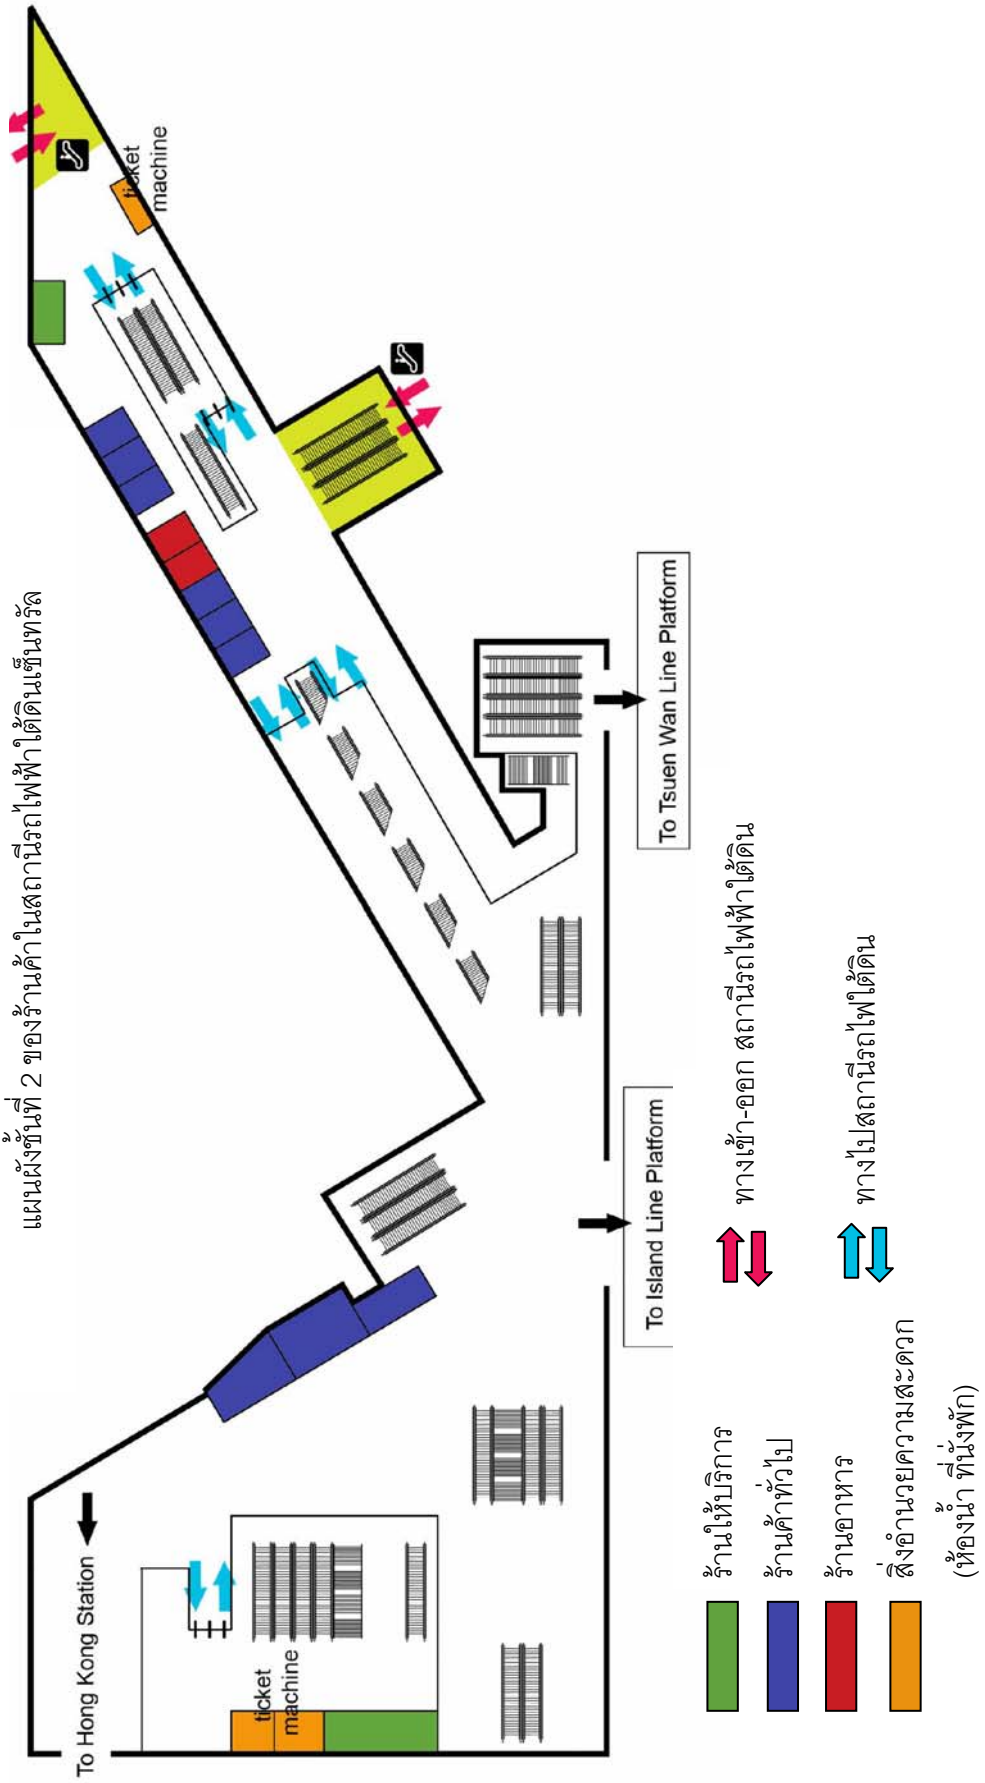 แผนผังชั้นที่ 2 ของร้านค้าในสถานีรถไฟฟ้าใต้ดินเซ็นทรัล
To Hong Kong Station
ticket
machine
ticket
machine
To Island Line Platform
To Tsuen Wan Line Platform
ร้านให้บริการ
ร้านค้าทั่วไป
ร้านอาหาร
สิ่งอำนวยความสะดวก
(ห้องน้ำ ที่นั่งพัก)
ทางเข้า-ออก สถานีรถไฟฟ้าใต้ดิน
ทางไปสถานีรถไฟใต้ดิน